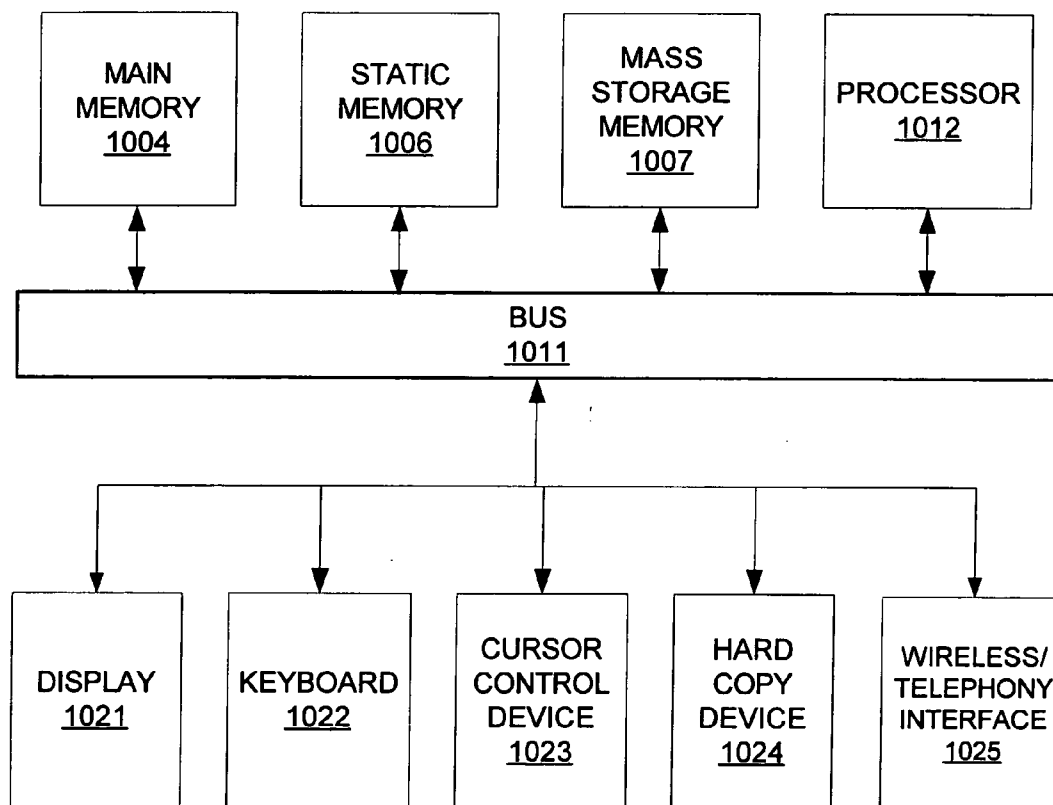 MAIN
MEMORY
1004
STATIC
MEMORY
1006
MASS
STORAGE
MEMORY
1007
PROCESSOR
1012
BUS
1011
DISPLAY
1021
KEYBOARD
1022
CURSOR
CONTROL
DEVICE
1023
HARD
COPY
DEVICE
1024
WIRELESS/
TELEPHONY
INTERFACE
1025